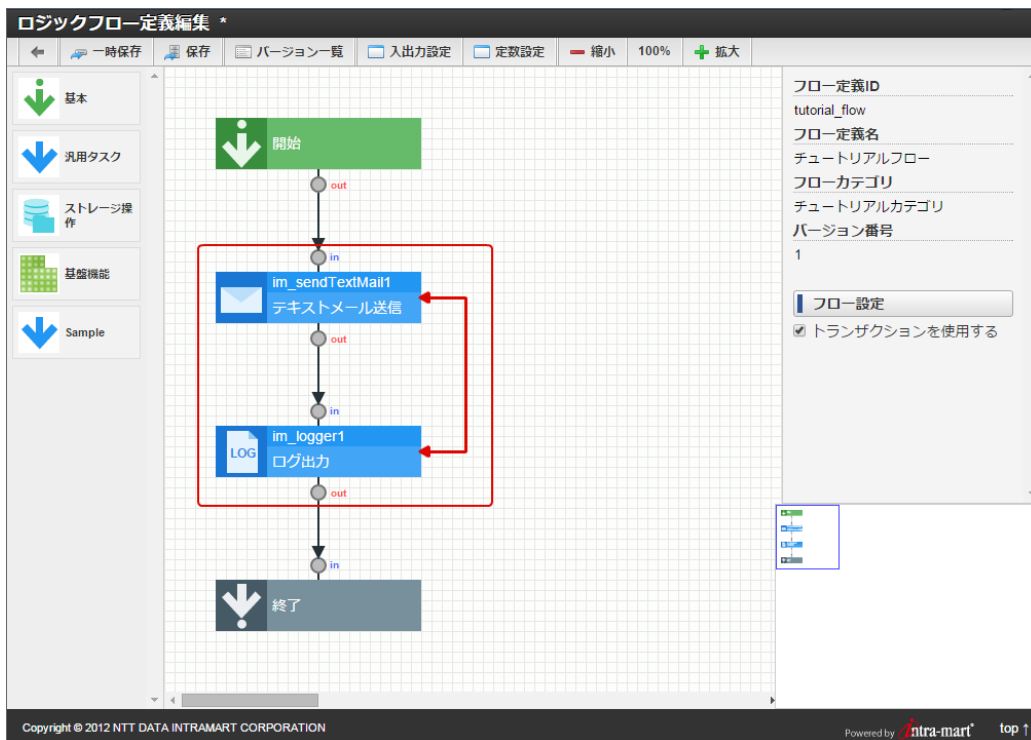 ロジックフロー定義編集 *
一時保存 保存 バージョン一覧 入出力設定 定数設定 縮小 100% 拡大
基本
汎用タスク
ストレージ操
作
基盤機能
Sample
開始
out
in
im_sendTextMail1
テキストメール送信
out
in
im_logger1
LOG
ログ出力
out
in
終了
フロー定義ID
tutorial_flow
フロー定義名
チュートリアルフロー
フローカテゴリ
チュートリアルカテゴリ
バージョン番号
1
フロー設定
トランザクションを使用する
Copyright © 2012 NTT DATA INTRAMART CORPORATION
Powered by intra-mart top ↑